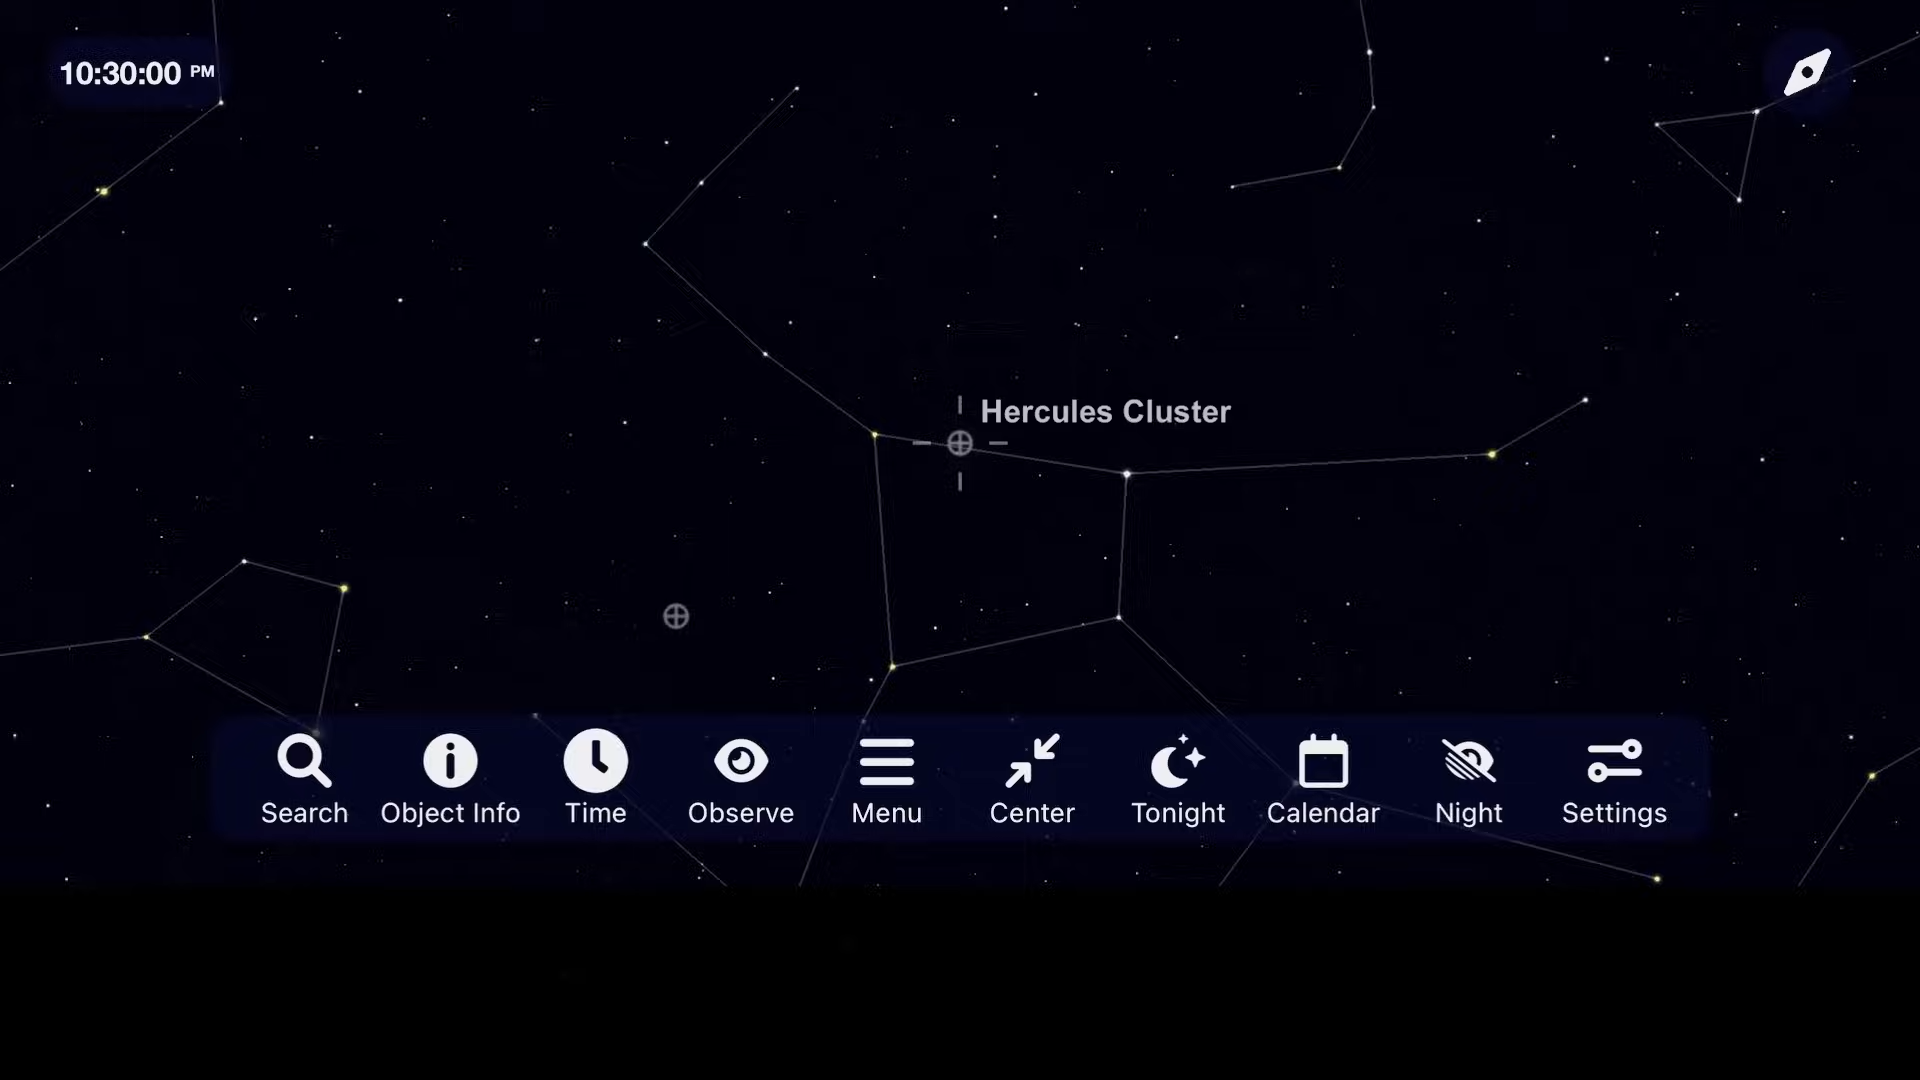 10:30:00 PM
Hercules Cluster
Search
Object Info
Time
Observe
Menu
Center
Tonight
Calendar
Night
Settings